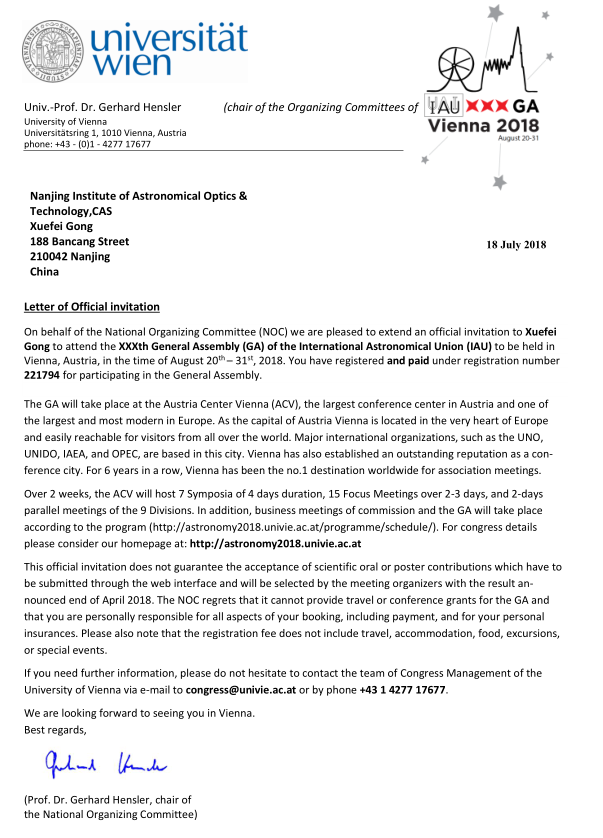 universität
wien
Univ.-Prof. Dr. Gerhard Hensler (chair of the Organizing Committees of IAU XXX GA
Vienna 2018
August 20-31
University of Vienna
Universitätsring 1, 1010 Vienna, Austria
phone: +43 - (0)1 - 4277 17677
Nanjing Institute of Astronomical Optics &
Technology,CAS
Xuefei Gong
188 Bancang Street
210042 Nanjing
China
18 July 2018
Letter of Official invitation
On behalf of the National Organizing Committee (NOC) we are pleased to extend an official invitation to Xuefei
Gong to attend the XXXth General Assembly (GA) of the International Astronomical Union (IAU) to be held in
Vienna, Austria, in the time of August 20th – 31st, 2018. You have registered and paid under registration number
221794 for participating in the General Assembly.
The GA will take place at the Austria Center Vienna (ACV), the largest conference center in Austria and one of
the largest and most modern in Europe. As the capital of Austria Vienna is located in the very heart of Europe
and easily reachable for visitors from all over the world. Major international organizations, such as the UNO,
UNIDO, IAEA, and OPEC, are based in this city. Vienna has also established an outstanding reputation as a con-
ference city. For 6 years in a row, Vienna has been the no.1 destination worldwide for association meetings.
Over 2 weeks, the ACV will host 7 Symposia of 4 days duration, 15 Focus Meetings over 2-3 days, and 2-days
parallel meetings of the 9 Divisions. In addition, business meetings of commission and the GA will take place
according to the program (http://astronomy2018.univie.ac.at/programme/schedule/). For congress details
please consider our homepage at: http://astronomy2018.univie.ac.at
This official invitation does not guarantee the acceptance of scientific oral or poster contributions which have to
be submitted through the web interface and will be selected by the meeting organizers with the result an-
nounced end of April 2018. The NOC regrets that it cannot provide travel or conference grants for the GA and
that you are personally responsible for all aspects of your booking, including payment, and for your personal
insurances. Please also note that the registration fee does not include travel, accommodation, food, excursions,
or special events.
If you need further information, please do not hesitate to contact the team of Congress Management of the
University of Vienna via e-mail to congress@univie.ac.at or by phone +43 1 4277 17677.
We are looking forward to seeing you in Vienna.
Best regards,
Gerhard Hensler
(Prof. Dr. Gerhard Hensler, chair of
the National Organizing Committee)